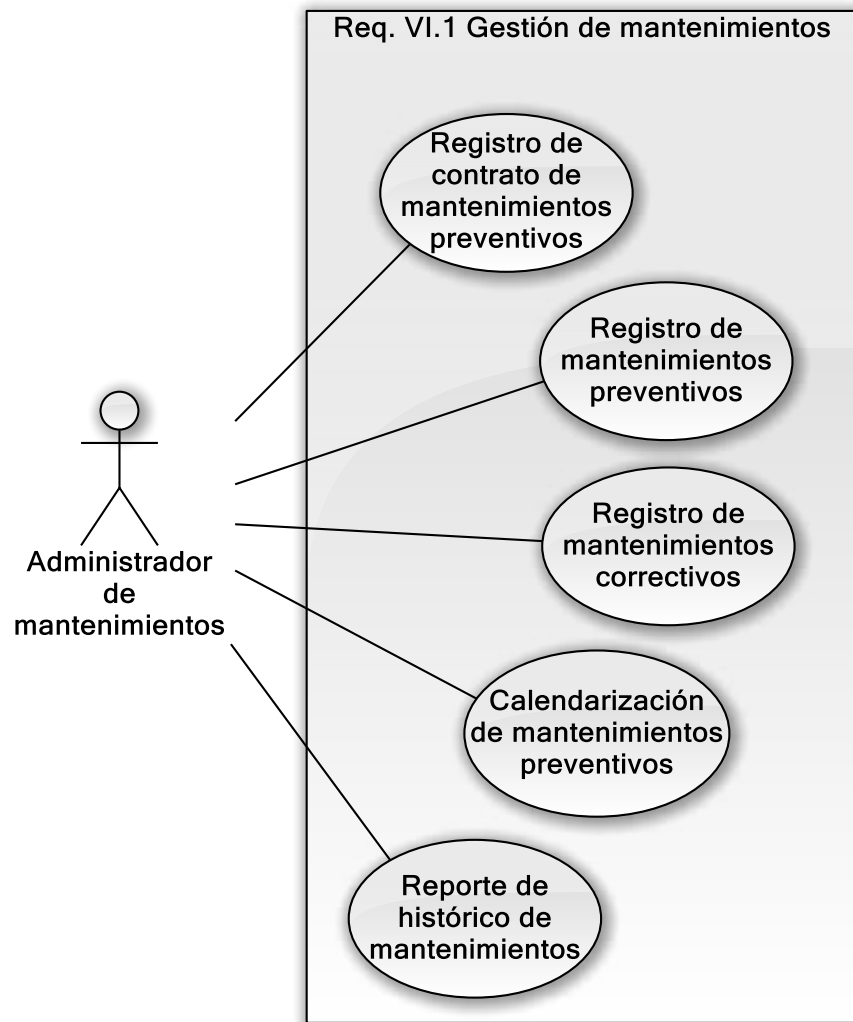 Req. VI.1 Gestión de mantenimientos
Registro de
contrato de
mantenimientos
preventivos
Registro de
mantenimientos
preventivos
Registro de
mantenimientos
correctivos
Administrador
de
mantenimientos
Calendarización
de mantenimientos
preventivos
Reporte de
histórico de
mantenimientos